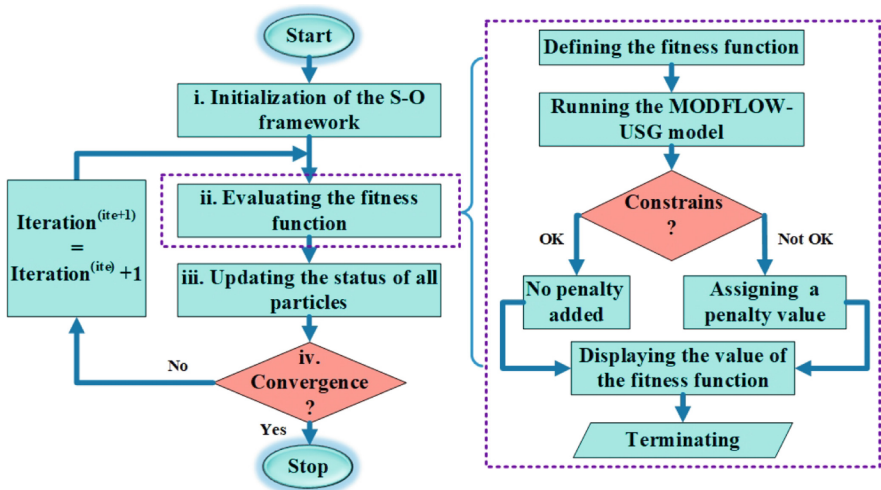 Start
i. Initialization of the S-O
framework
ii. Evaluating the fitness
function
iii. Updating the status of all
particles
iv.
Convergence
?
No
Yes
Stop
Iteration^(ite+1)
=
Iteration^(ite) +1
Defining the fitness function
Running the MODFLOW-
USG model
Constrains
?
OK
Not OK
No penalty
added
Assigning a
penalty value
Displaying the value of
the fitness function
Terminating